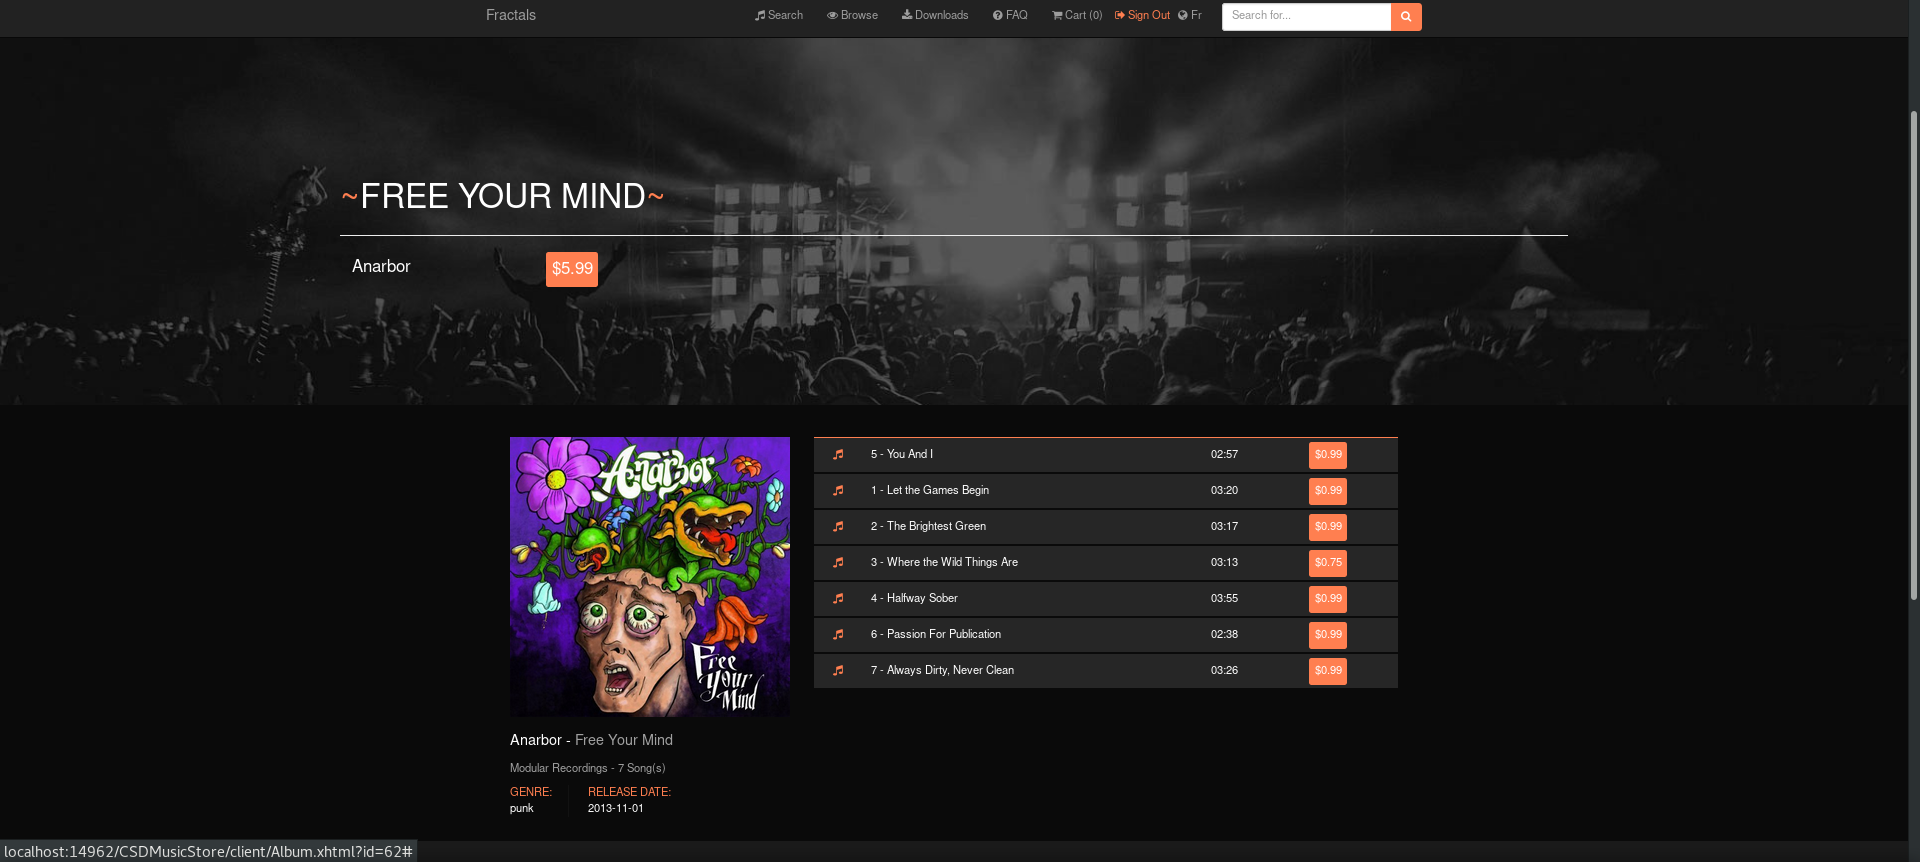 Fractals Search Browse Downloads FAQ Cart (0) Sign Out Fr Search for...
~FREE YOUR MIND~
Anarbor $5.99
Anarbor
Free Your Mind
5 - You And I 02:57 $0.99
1 - Let the Games Begin 03:20 $0.99
2 - The Brightest Green 03:17 $0.99
3 - Where the Wild Things Are 03:13 $0.75
4 - Halfway Sober 03:55 $0.99
6 - Passion For Publication 02:38 $0.99
7 - Always Dirty, Never Clean 03:26 $0.99
Anarbor - Free Your Mind
Modular Recordings - 7 Song(s)
GENRE: RELEASE DATE:
punk 2013-11-01
localhost:14962/CSDMusicStore/client/Album.xhtml?id=62#